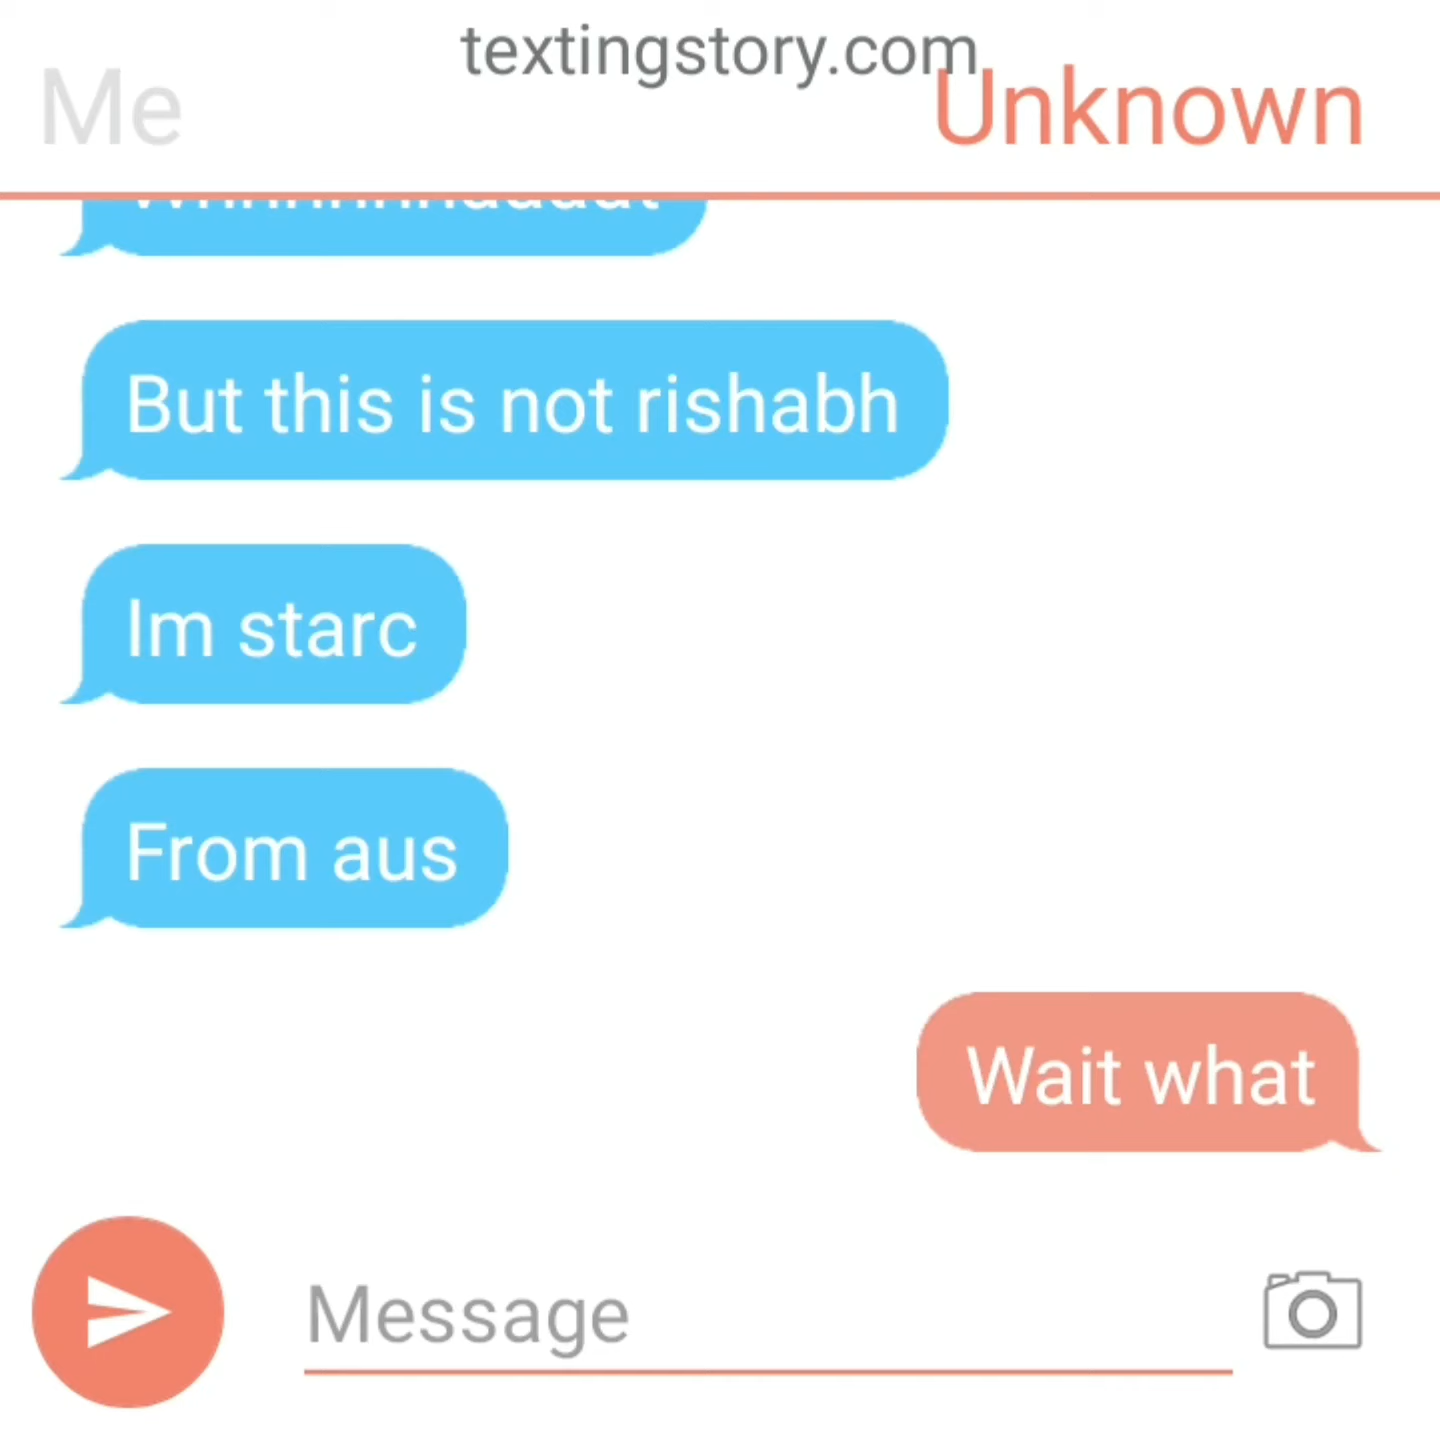 textingstory.com
Me
Unknown
But this is not rishabh
Im starc
From aus
Wait what
Message